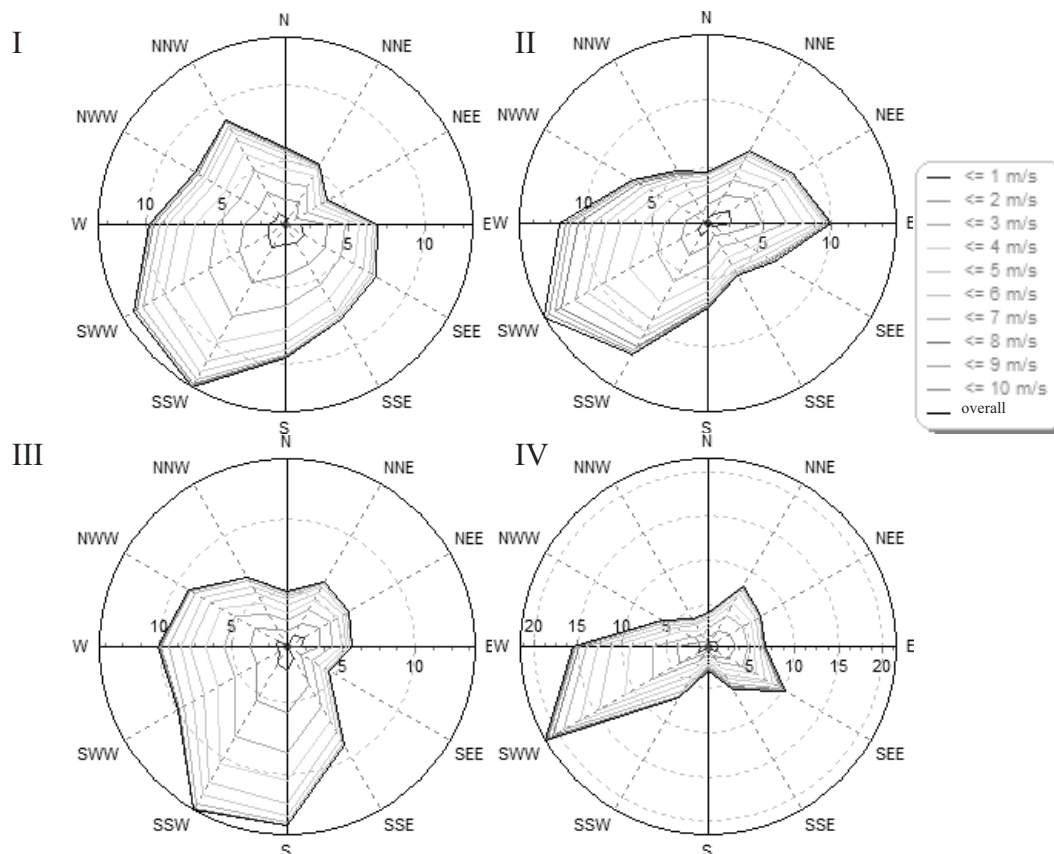 I
N
NNW
NNE
NWW
NEE
W
10
5
5
10
E
SWW
SEE
SSW
SSE
S
II
N
NNW
NNE
NWW
NEE
W
10
5
5
10
E
SWW
SEE
SSW
SSE
S
<= 1 m/s
<= 2 m/s
<= 3 m/s
<= 4 m/s
<= 5 m/s
<= 6 m/s
<= 7 m/s
<= 8 m/s
<= 9 m/s
<= 10 m/s
overall
III
N
NNW
NNE
NWW
NEE
W
10
5
5
10
E
SWW
SEE
SSW
SSE
S
IV
N
NNW
NNE
NWW
NEE
W
20
15
10
5
5
10
15
20
E
SWW
SEE
SSW
SSE
S